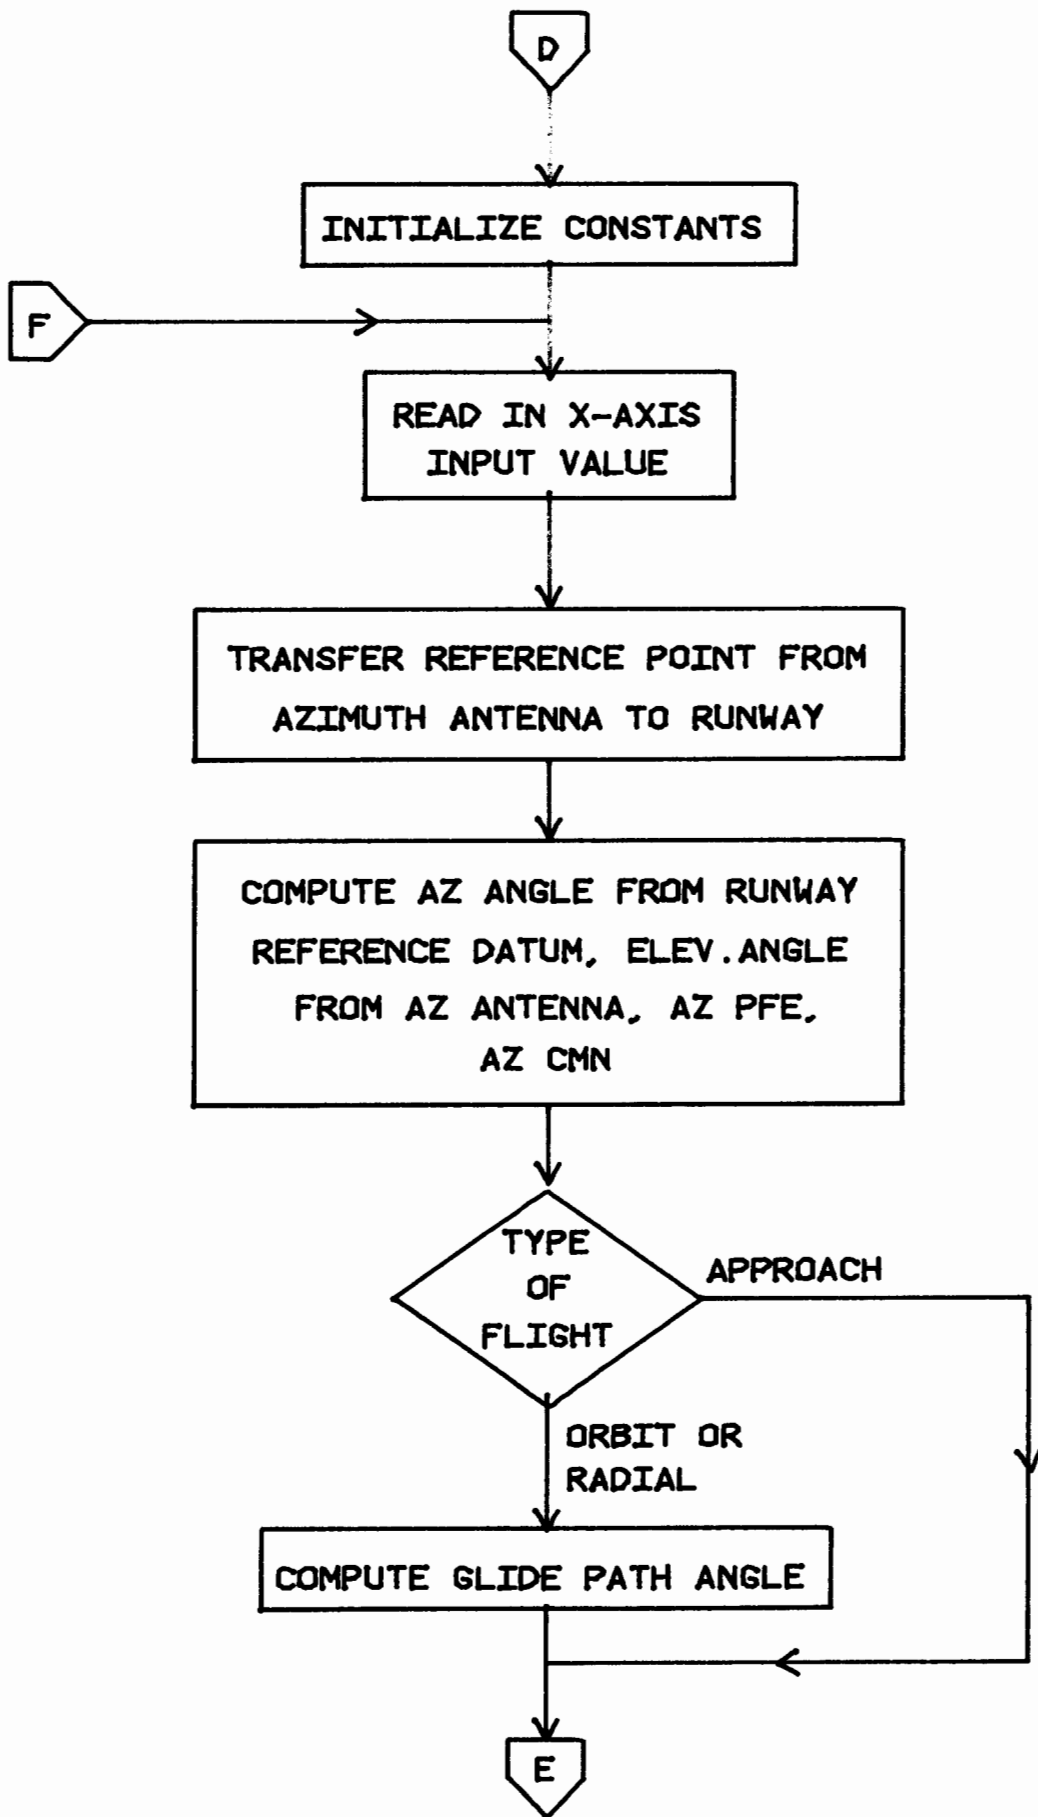 D
INITIALIZE CONSTANTS
F
READ IN X-AXIS
INPUT VALUE
TRANSFER REFERENCE POINT FROM
AZIMUTH ANTENNA TO RUNWAY
COMPUTE AZ ANGLE FROM RUNWAY
REFERENCE DATUM, ELEV.ANGLE
FROM AZ ANTENNA, AZ PFE,
AZ CMN
TYPE
OF
FLIGHT
APPROACH
ORBIT OR
RADIAL
COMPUTE GLIDE PATH ANGLE
E